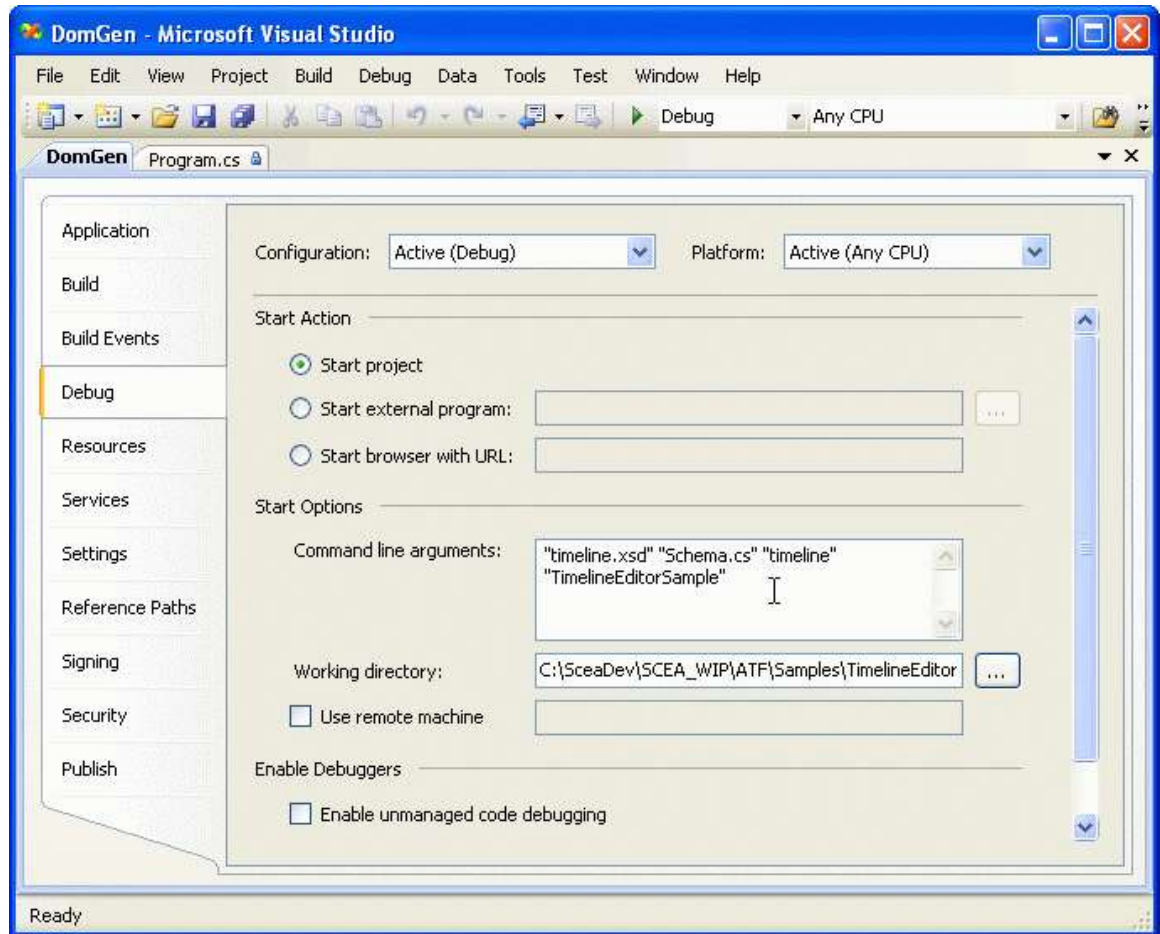 DomGen - Microsoft Visual Studio
File Edit View Project Build Debug Data Tools Test Window Help
Debug Any CPU
DomGen Program.cs
Application
Configuration: Active (Debug) Platform: Active (Any CPU)
Build
Start Action
Build Events
Start project
Debug
Start external program: ...
Resources
Start browser with URL:
Services
Start Options
Settings
Command line arguments: "timeline.xsd" "Schema.cs" "timeline"
"TimelineEditorSample"
Reference Paths
Signing
Working directory: C:\SceaDev\SCEA_WIP\ATF\Samples\TimelineEditor ...
Security
Use remote machine
Publish
Enable Debuggers
Enable unmanaged code debugging
Ready